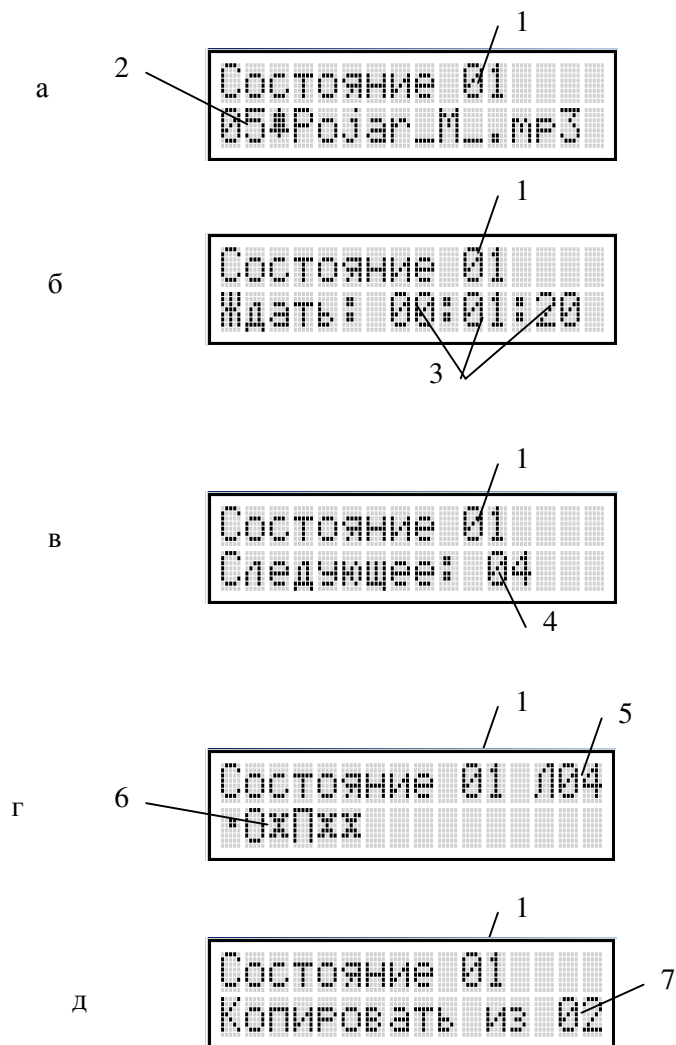 1
2
а
Состояние 01
05#Pojar_M_.mp3
1
б
Состояние 01
Ждать: 00:01:20
3
1
в
Состояние 01
Следующее: 04
4
1
5
г
6
Состояние 01 Л04
1
д
Состояние 01
Копировать из 02
7